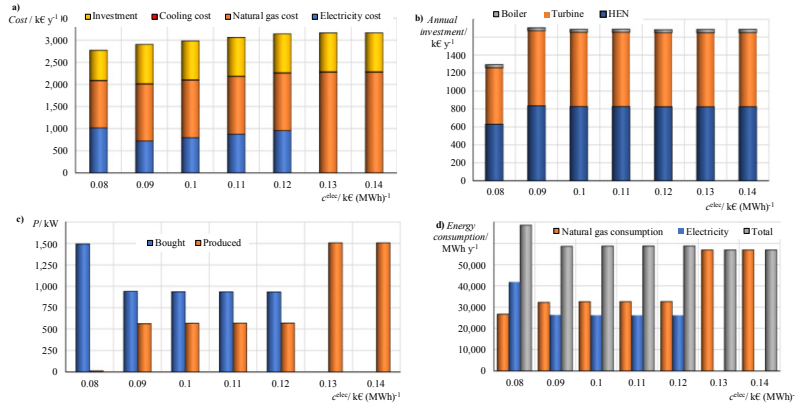 a)
Cost/ k€ y⁻¹
Investment
Cooling cost
Natural gas cost
Electricity cost
3,000
2,500
2,000
1,500
1,000
500
0
0.08 0.09 0.1 0.11 0.12 0.13 0.14
cᵉˡᵉᶜ/ k€ (MWh)⁻¹
b)
Annual
investment/
k€ y⁻¹
Boiler
Turbine
HEN
1400
1200
1000
800
600
400
200
0
0.08 0.09 0.1 0.11 0.12 0.13 0.14
cᵉˡᵉᶜ/ k€ (MWh)⁻¹
c)
P/ kW
Bought
Produced
1,500
1,250
1,000
750
500
250
0
0.08 0.09 0.1 0.11 0.12 0.13 0.14
cᵉˡᵉᶜ/ k€ (MWh)⁻¹
d)
Energy
consumption/
MWh y⁻¹
Natural gas consumption
Electricity
Total
50,000
40,000
30,000
20,000
10,000
0
0.08 0.09 0.1 0.11 0.12 0.13 0.14
cᵉˡᵉᶜ/ k€ (MWh)⁻